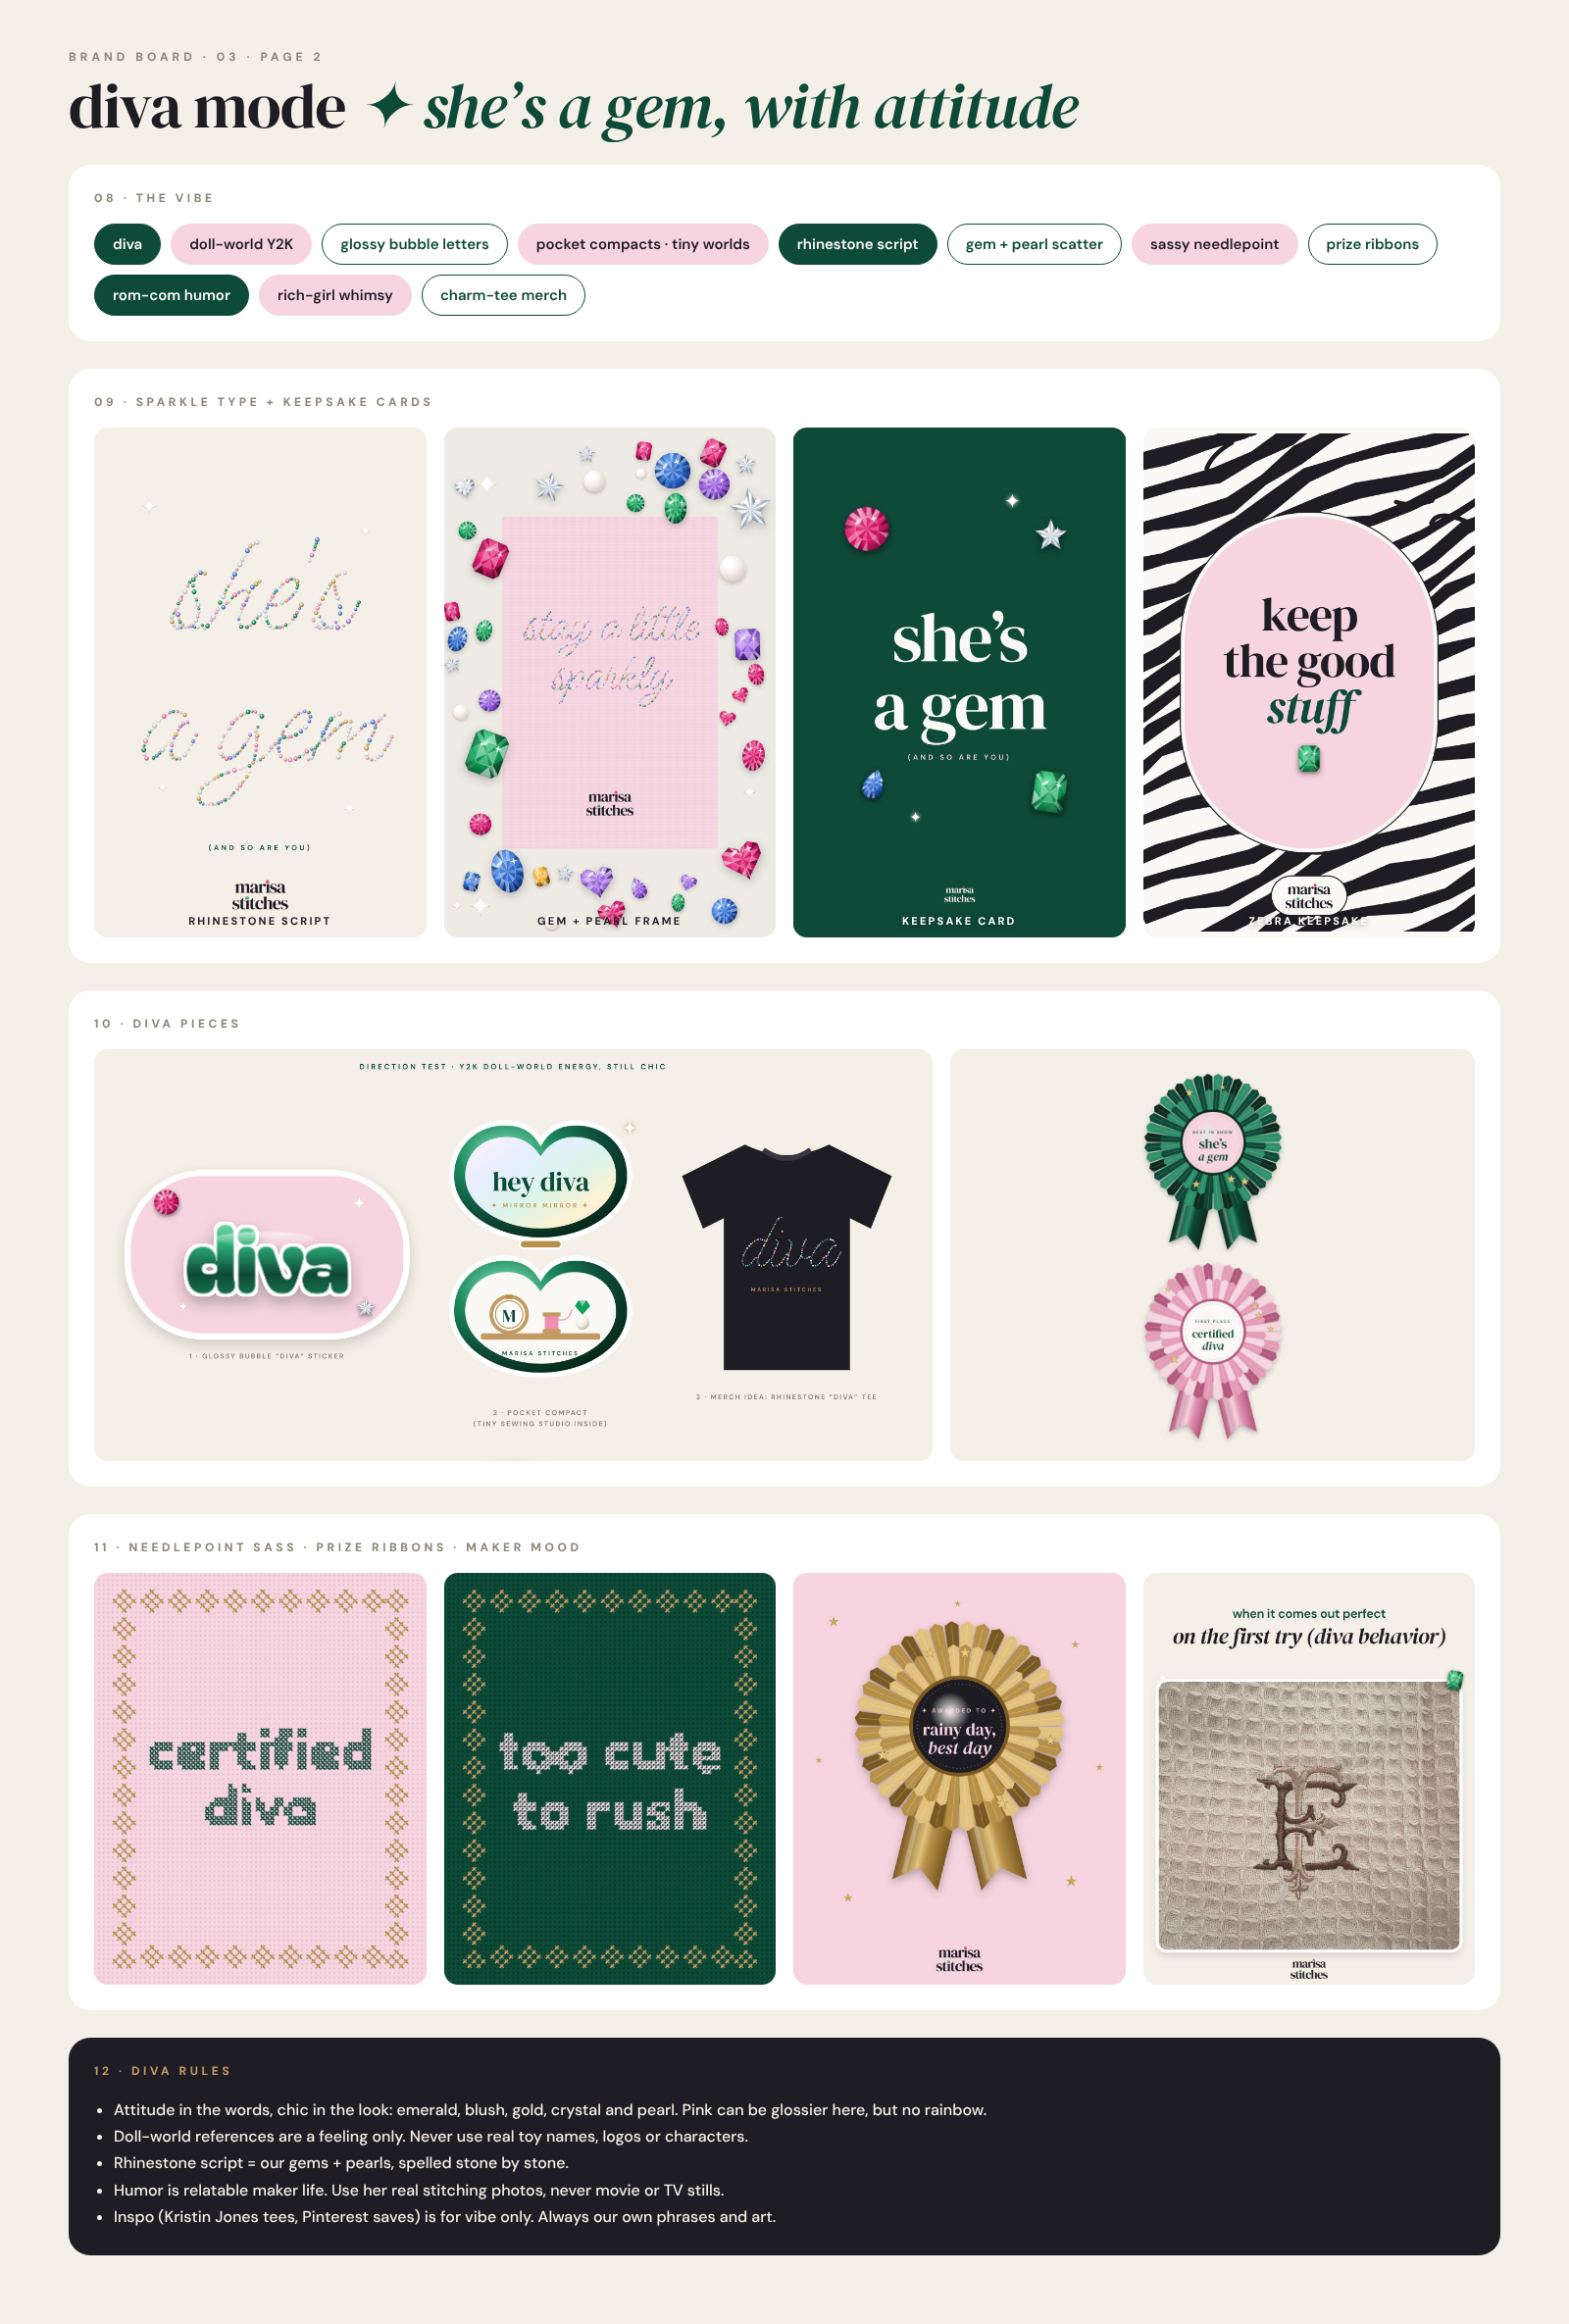 BRAND BOARD · 03 · PAGE 2
diva mode ✦ she's a gem, with attitude
08 · THE VIBE
diva
doll-world Y2K
glossy bubble letters
pocket compacts · tiny worlds
rhinestone script
gem + pearl scatter
sassy needlepoint
prize ribbons
rom-com humor
rich-girl whimsy
charm-tee merch
09 · SPARKLE TYPE + KEEPSAKE CARDS
she's
a gem
(AND SO ARE YOU)
marisa
stitches
RHINESTONE SCRIPT
stay a little
sparkly
marisa
stitches
GEM + PEARL FRAME
she's
a gem
(AND SO ARE YOU)
marisa
stitches
KEEPSAKE CARD
keep
the good
stuff
marisa
stitches
ZEBRA KEEPSAKE
10 · DIVA PIECES
DIRECTION TEST · Y2K DOLL-WORLD ENERGY, STILL CHIC
diva
1 · GLOSSY BUBBLE "DIVA" STICKER
hey diva
✦ MIRROR MIRROR ✦
M
MARISA STITCHES
2 · POCKET COMPACT
(TINY SEWING STUDIO INSIDE)
diva
MARISA STITCHES
3 · MERCH IDEA: RHINESTONE "DIVA" TEE
BEST IN SHOW
she's
a gem
FIRST PLACE
certified
diva
11 · NEEDLEPOINT SASS · PRIZE RIBBONS · MAKER MOOD
certified
diva
too cute
to rush
✦ AWARDED TO ✦
rainy day,
best day
marisa
stitches
when it comes out perfect
on the first try (diva behavior)
E
marisa
stitches
12 · DIVA RULES
• Attitude in the words, chic in the look: emerald, blush, gold, crystal and pearl. Pink can be glossier here, but no rainbow.
• Doll-world references are a feeling only. Never use real toy names, logos or characters.
• Rhinestone script = our gems + pearls, spelled stone by stone.
• Humor is relatable maker life. Use her real stitching photos, never movie or TV stills.
• Inspo (Kristin Jones tees, Pinterest saves) is for vibe only. Always our own phrases and art.